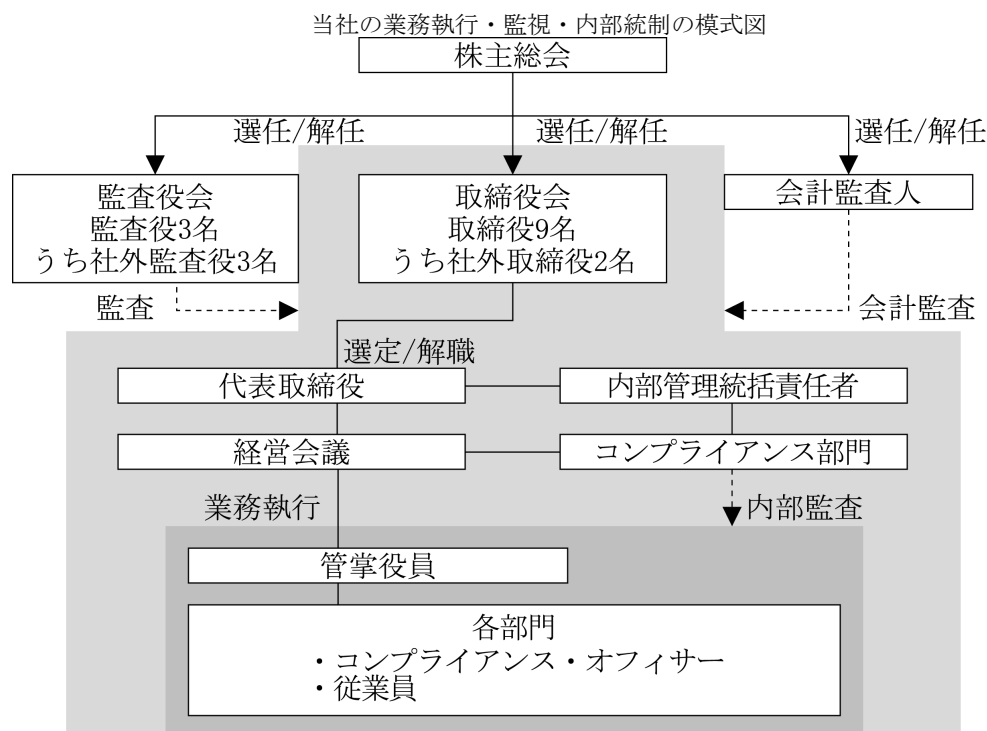 当社の業務執行・監視・内部統制の模式図
株主総会
選任/解任
選任/解任
選任/解任
監査役会
監査役3名
うち社外監査役3名
取締役会
取締役9名
うち社外取締役2名
会計監査人
監査
会計監査
選定/解職
代表取締役
内部管理統括責任者
経営会議
コンプライアンス部門
業務執行
内部監査
管掌役員
各部門
・コンプライアンス・オフィサー
・従業員